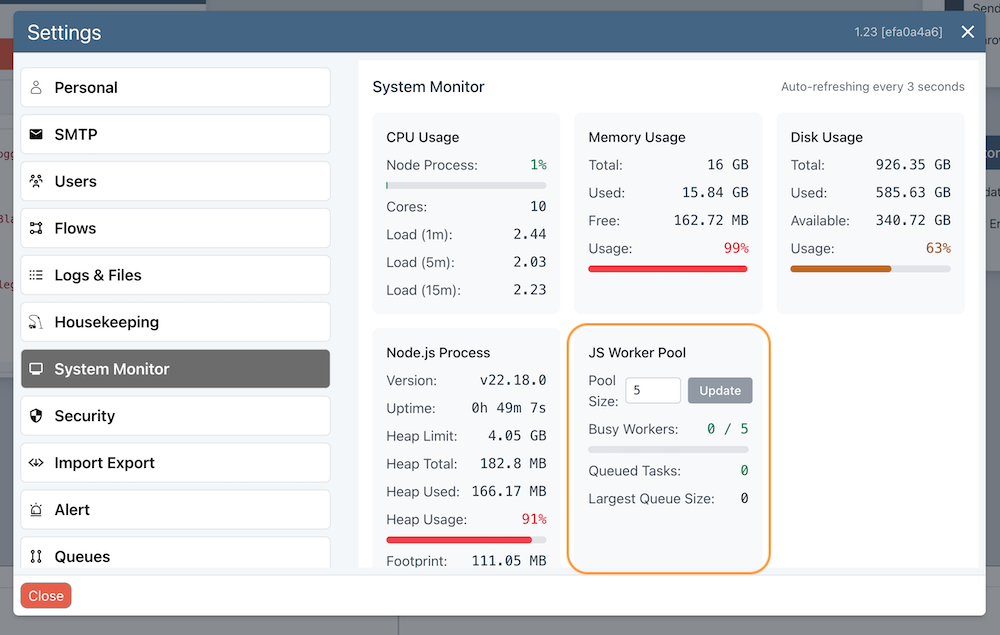 Send
Settings
1.23 [efa0a4a6]
Personal
SMTP
Users
Flows
Logs & Files
Housekeeping
System Monitor
Security
Import Export
Alert
Queues
System Monitor
Auto-refreshing every 3 seconds
CPU Usage
Node Process: 1%
Cores: 10
Load (1m): 2.44
Load (5m): 2.03
Load (15m): 2.23
Memory Usage
Total: 16 GB
Used: 15.84 GB
Free: 162.72 MB
Usage: 99%
Disk Usage
Total: 926.35 GB
Used: 585.63 GB
Available: 340.72 GB
Usage: 63%
Node.js Process
Version: v22.18.0
Uptime: 0h 49m 7s
Heap Limit: 4.05 GB
Heap Total: 182.8 MB
Heap Used: 166.17 MB
Heap Usage: 91%
Footprint: 111.05 MB
JS Worker Pool
Pool
Size: 5 Update
Busy Workers: 0 / 5
Queued Tasks: 0
Largest Queue Size: 0
Close